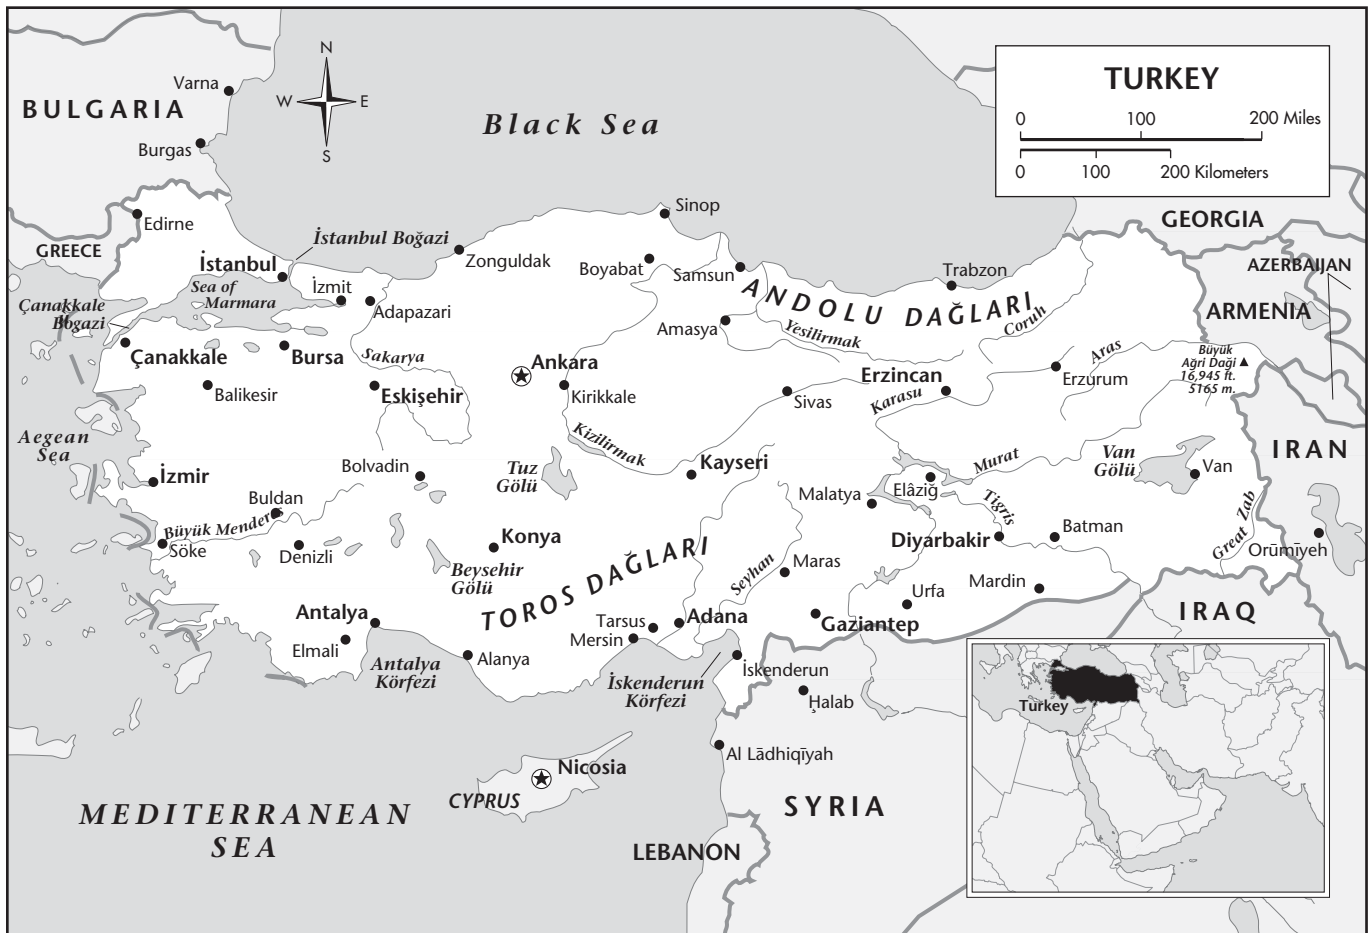 TURKEY
0 100 200 Miles
0 100 200 Kilometers
N
W E
S
Varna
BULGARIA
Burgas
Black Sea
GEORGIA
AZERBAIJAN
ARMENIA
Edirne
GREECE
İstanbul Boğazi
İstanbul
Sea of
Marmara
İzmit
Adapazari
Zonguldak
Sinop
Boyabat
Samsun
Trabzon
ANDOLU DAĞLARI
Çanakkale
Bogazi
Çanakkale
Bursa
Sakarya
Ankara
Amasya
Yesilirmak
Coruh
Aras
Büyük
Ağri Daği
16,945 ft.
5165 m.
Balikesir
Eskişehir
Kirikkale
Sivas
Erzincan
Karasu
Erzurum
Aegean
Sea
IRAN
İzmir
Bolvadin
Tuz
Gölü
Kizilirmak
Kayseri
Malatya
Elâziğ
Murat
Van
Gölü
Van
Buldan
Büyük Menderes
Söke
Denizli
Konya
Beysehir
Gölü
TOROS DAĞLARI
Seyhan
Maras
Tigris
Diyarbakir
Batman
Great Zab
Orūmīyeh
Mardin
Urfa
IRAQ
Antalya
Elmali
Antalya
Körfezi
Alanya
Tarsus
Mersin
Adana
Gaziantep
İskenderun
İskenderun
Körfezi
Ḩalab
Al Lādhiqīyah
Nicosia
CYPRUS
SYRIA
LEBANON
MEDITERRANEAN
SEA
Turkey